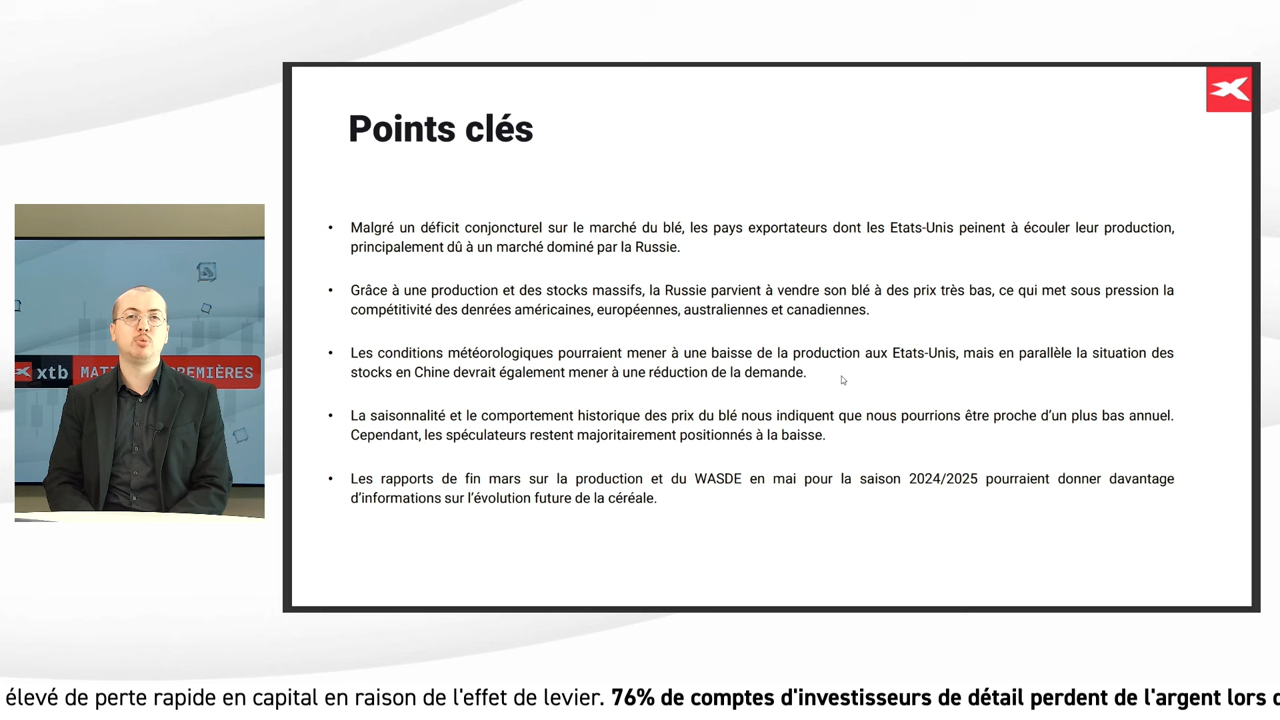 Points clés
• Malgré un déficit conjoncturel sur le marché du blé, les pays exportateurs dont les Etats-Unis peinent à écouler leur production,
principalement dû à un marché dominé par la Russie.
• Grâce à une production et des stocks massifs, la Russie parvient à vendre son blé à des prix très bas, ce qui met sous pression la
compétitivité des denrées américaines, européennes, australiennes et canadiennes.
• Les conditions météorologiques pourraient mener à une baisse de la production aux Etats-Unis, mais en parallèle la situation des
stocks en Chine devrait également mener à une réduction de la demande.
• La saisonnalité et le comportement historique des prix du blé nous indiquent que nous pourrions être proche d’un plus bas annuel.
Cependant, les spéculateurs restent majoritairement positionnés à la baisse.
• Les rapports de fin mars sur la production et du WASDE en mai pour la saison 2024/2025 pourraient donner davantage
d’informations sur l’évolution future de la céréale.
xtb MAT REMIÈRES
élevé de perte rapide en capital en raison de l'effet de levier. 76% de comptes d'investisseurs de détail perdent de l'argent lors